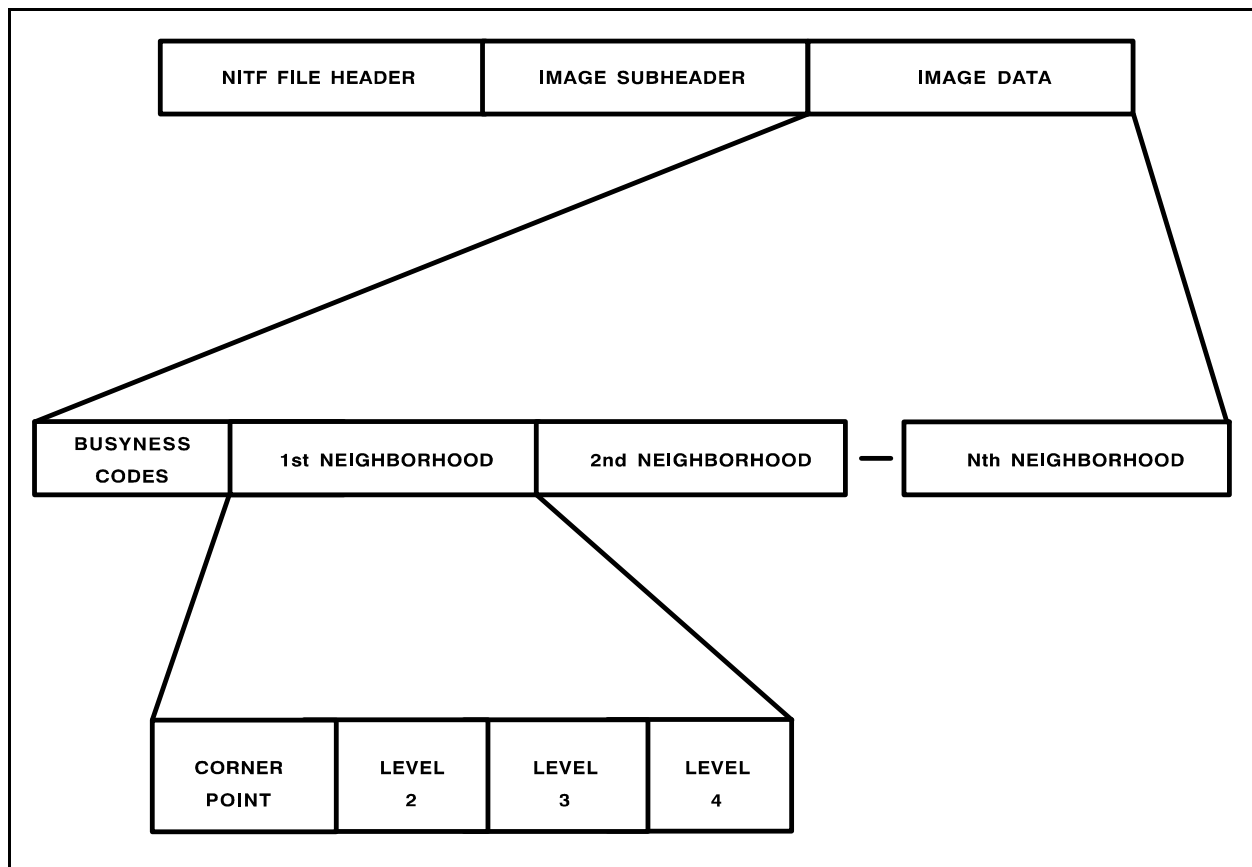 NITF FILE HEADER IMAGE SUBHEADER IMAGE DATA
BUSYNESS
CODES
1st NEIGHBORHOOD 2nd NEIGHBORHOOD — Nth NEIGHBORHOOD
CORNER
POINT
LEVEL
2
LEVEL
3
LEVEL
4